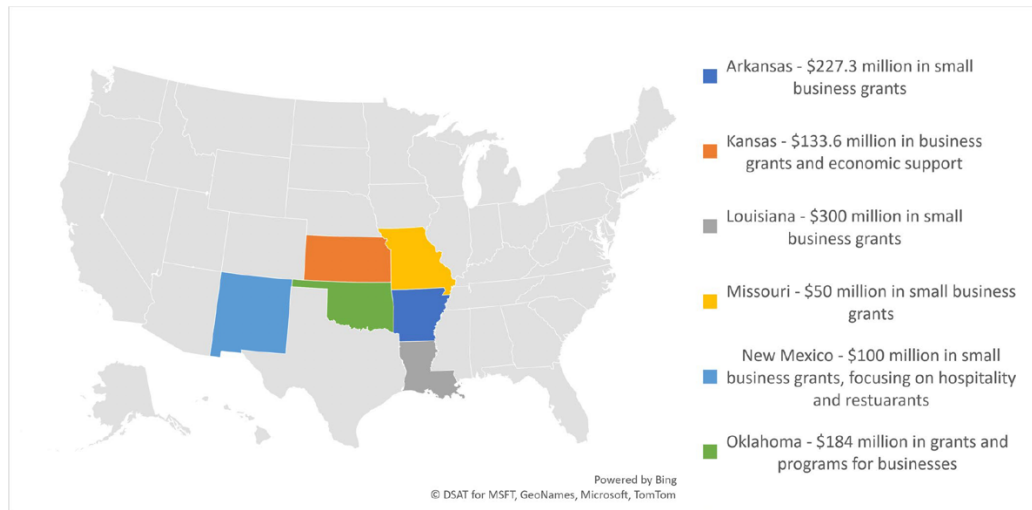 Arkansas - $227.3 million in small
business grants
Kansas - $133.6 million in business
grants and economic support
Louisiana - $300 million in small
business grants
Missouri - $50 million in small business
grants
New Mexico - $100 million in small
business grants, focusing on hospitality
and restuarants
Oklahoma - $184 million in grants and
programs for businesses
Powered by Bing
© DSAT for MSFT, GeoNames, Microsoft, TomTom